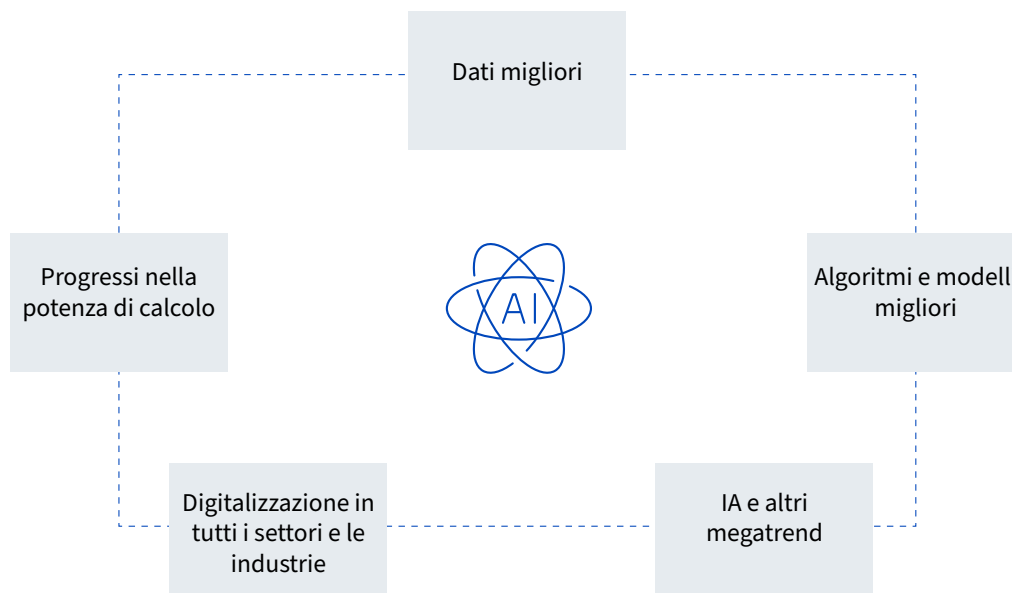 Dati migliori
Progressi nella
potenza di calcolo
AI
Algoritmi e modell
migliori
Digitalizzazione in
tutti i settori e le
industrie
IA e altri
megatrend